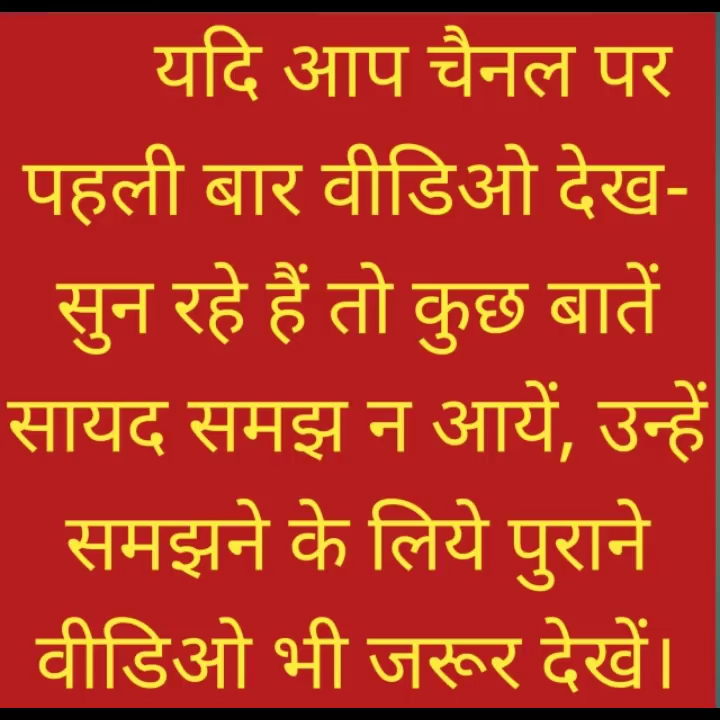 यदि आप चैनल पर
पहली बार वीडिओ देख-
सुन रहे हैं तो कुछ बातें
सायद समझ न आयें, उन्हें
समझने के लिये पुराने
वीडिओ भी जरूर देखें।